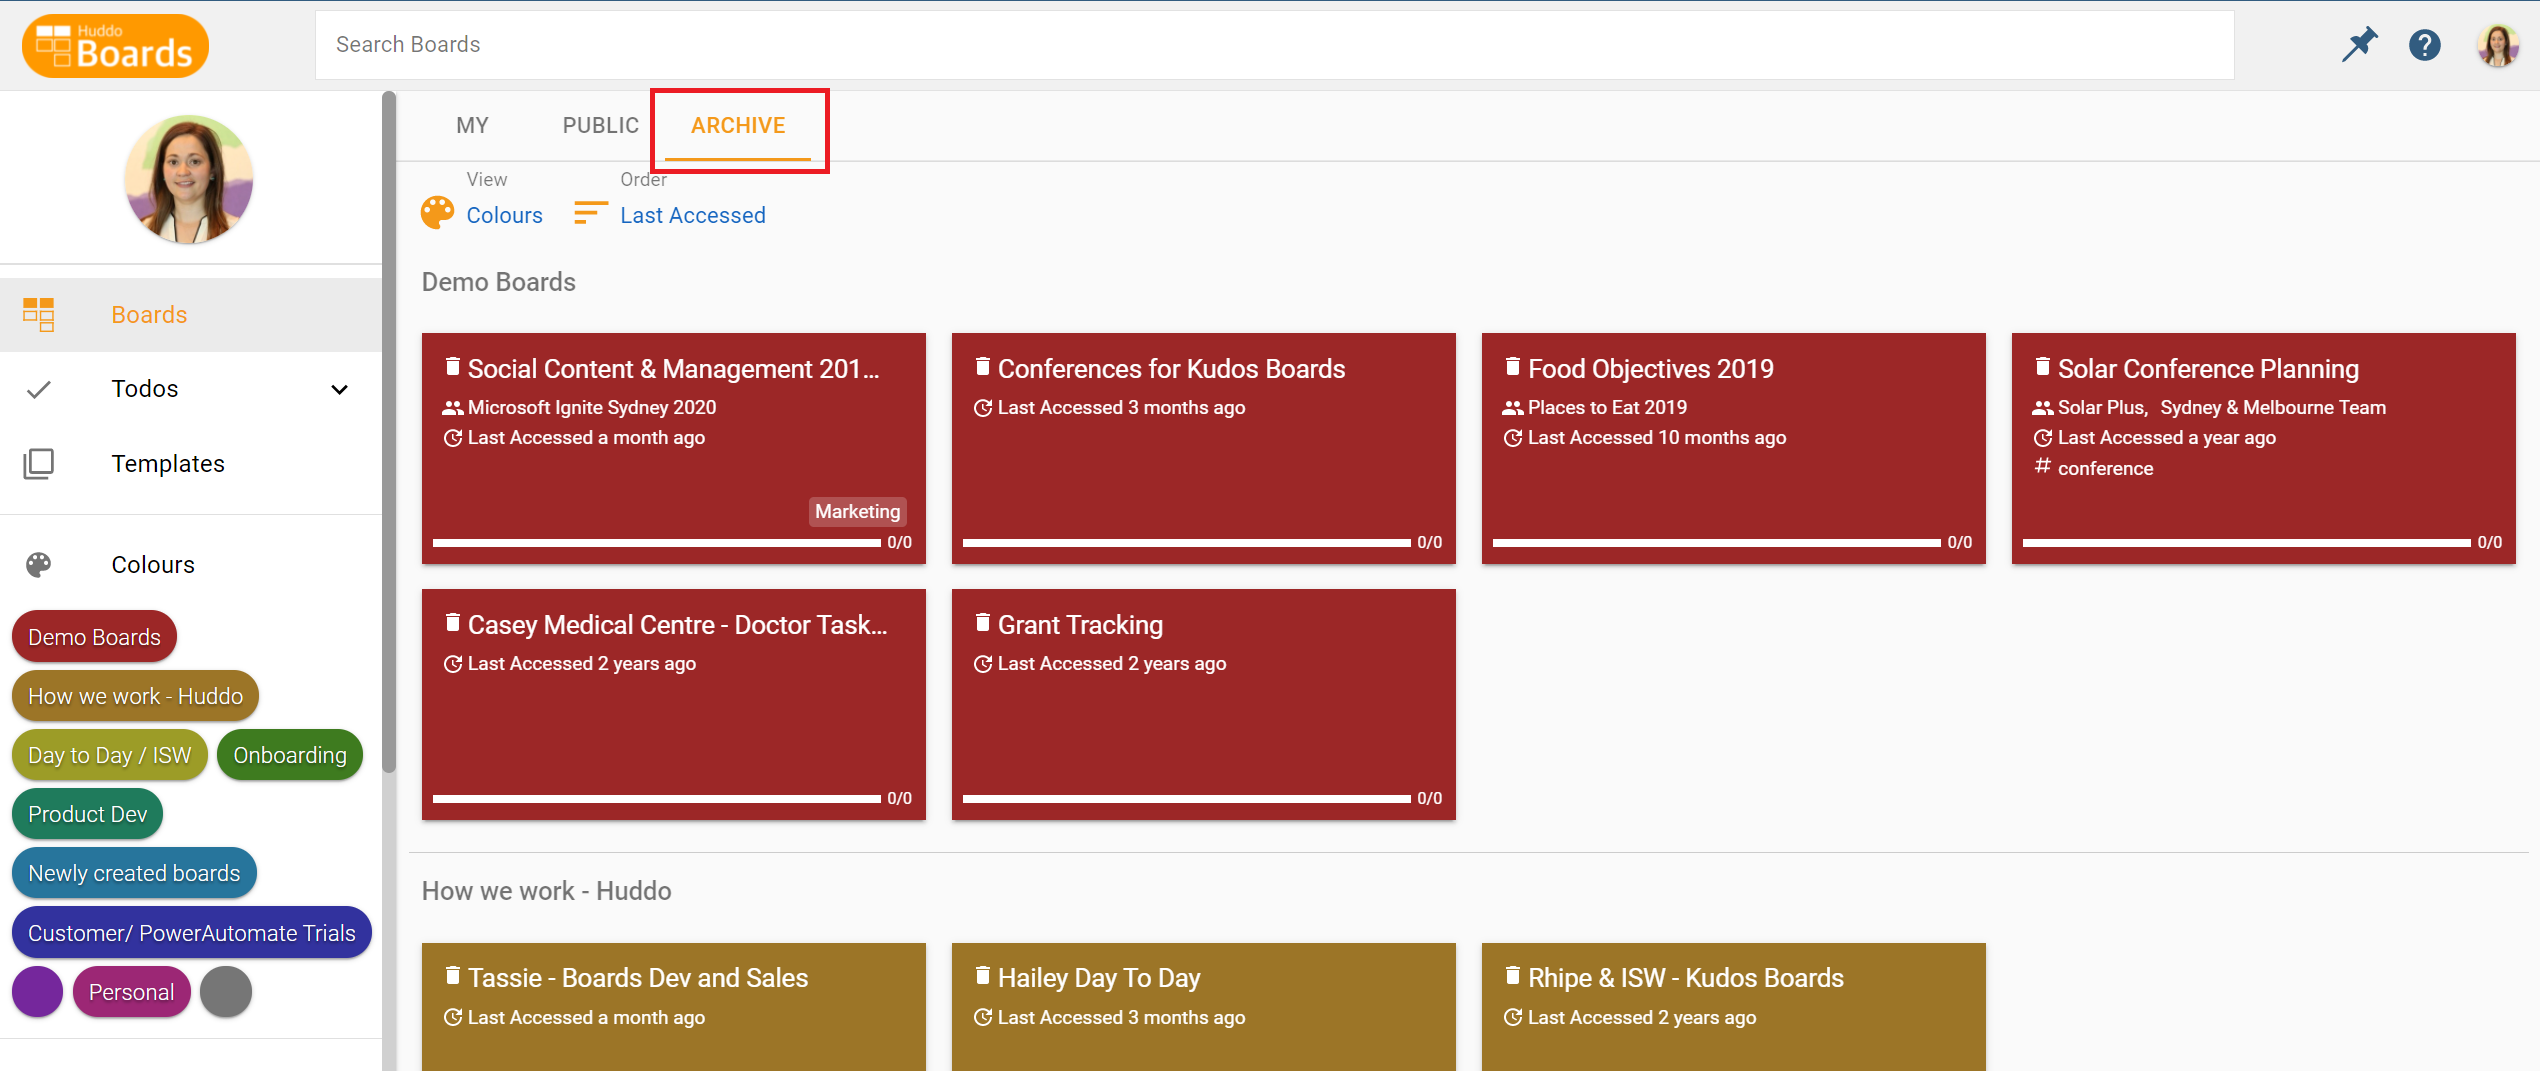 Huddo
Boards
Search Boards
MY PUBLIC ARCHIVE
View
Colours
Order
Last Accessed
Boards
Todos
Templates
Colours
Demo Boards
How we work - Huddo
Day to Day / ISW Onboarding
Product Dev
Newly created boards
Customer/ PowerAutomate Trials
Personal
Demo Boards
Social Content & Management 201...
Microsoft Ignite Sydney 2020
Last Accessed a month ago
Marketing
0/0
Conferences for Kudos Boards
Last Accessed 3 months ago
0/0
Food Objectives 2019
Places to Eat 2019
Last Accessed 10 months ago
0/0
Solar Conference Planning
Solar Plus, Sydney & Melbourne Team
Last Accessed a year ago
# conference
0/0
Casey Medical Centre - Doctor Task...
Last Accessed 2 years ago
0/0
Grant Tracking
Last Accessed 2 years ago
0/0
How we work - Huddo
Tassie - Boards Dev and Sales
Last Accessed a month ago
Hailey Day To Day
Last Accessed 3 months ago
Rhipe & ISW - Kudos Boards
Last Accessed 2 years ago